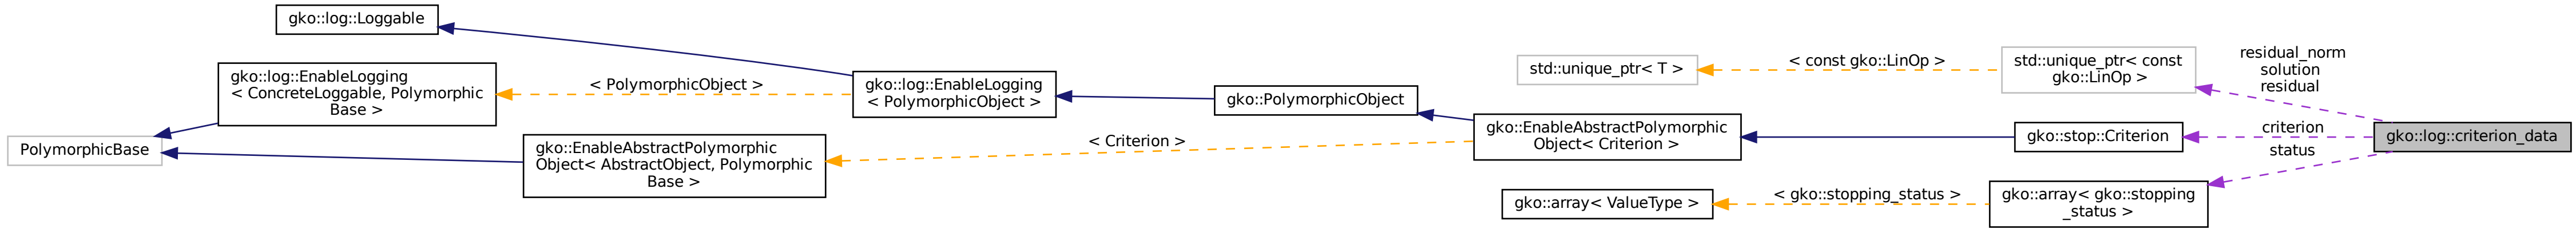 gko::log::Loggable
gko::log::EnableLogging
< ConcreteLoggable, Polymorphic
Base >
PolymorphicBase
gko::EnableAbstractPolymorphic
Object< AbstractObject, Polymorphic
Base >
< PolymorphicObject >
gko::log::EnableLogging
< PolymorphicObject >
< Criterion >
gko::PolymorphicObject
std::unique_ptr< T >
gko::EnableAbstractPolymorphic
Object< Criterion >
gko::array< ValueType >
< const gko::LinOp >
< gko::stopping_status >
std::unique_ptr< const
gko::LinOp >
gko::stop::Criterion
gko::array< gko::stopping
_status >
residual_norm
solution
residual
criterion
status
gko::log::criterion_data